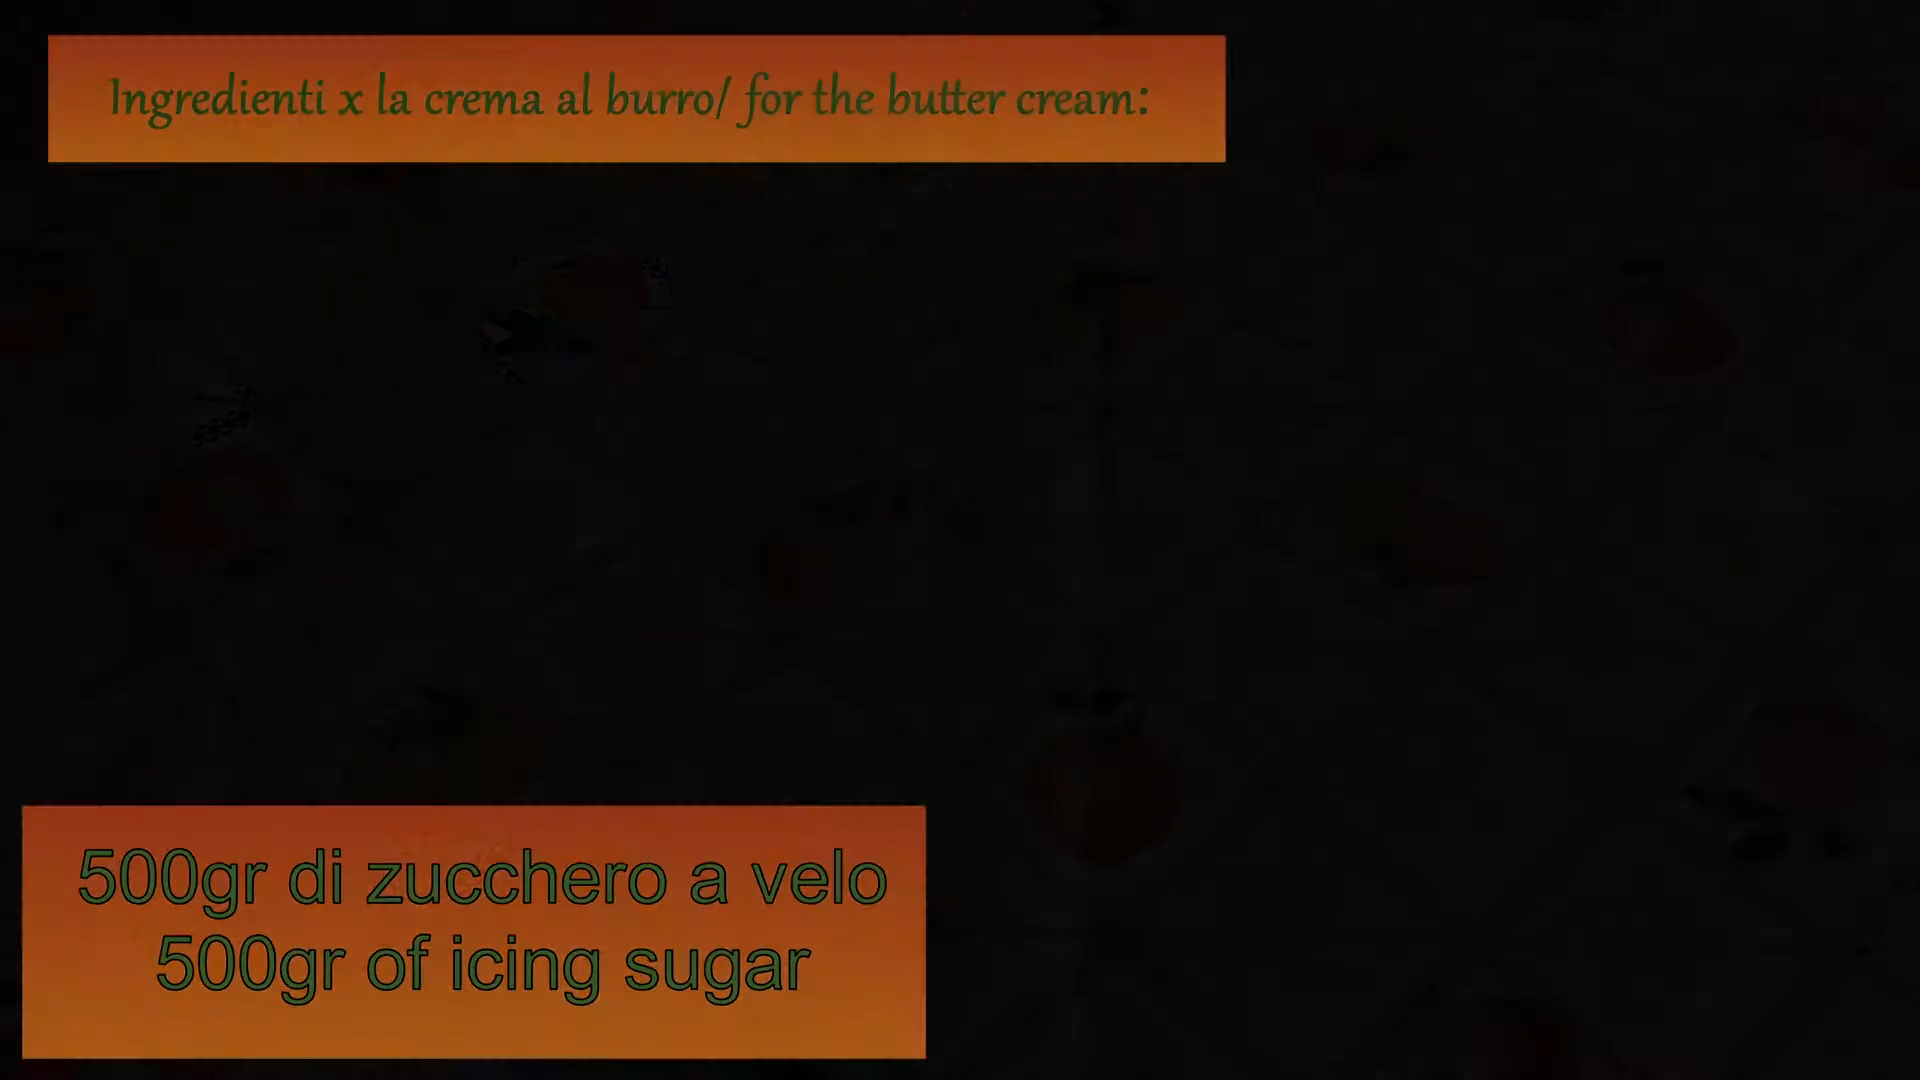 Ingredienti x la crema al burro/ for the butter cream:
500gr di zucchero a velo
500gr of icing sugar